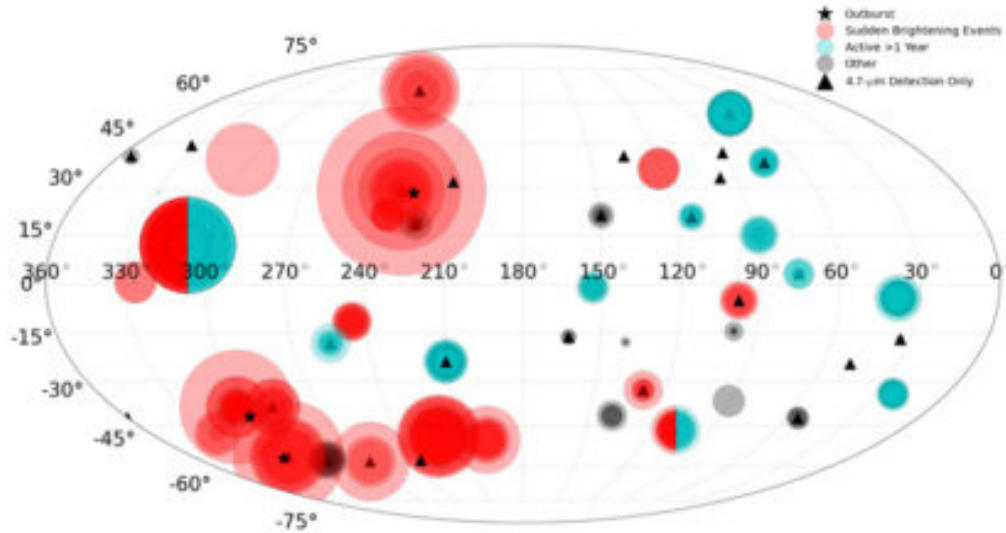 Outburst
Sudden Brightening Events
Active >1 Year
Other
4.7-μm Detection Only
75°
60°
45°
30°
15°
360° 330° 300° 270° 240° 210° 180° 150° 120° 90° 60° 30° 0°
0°
-15°
-30°
-45°
-60°
-75°